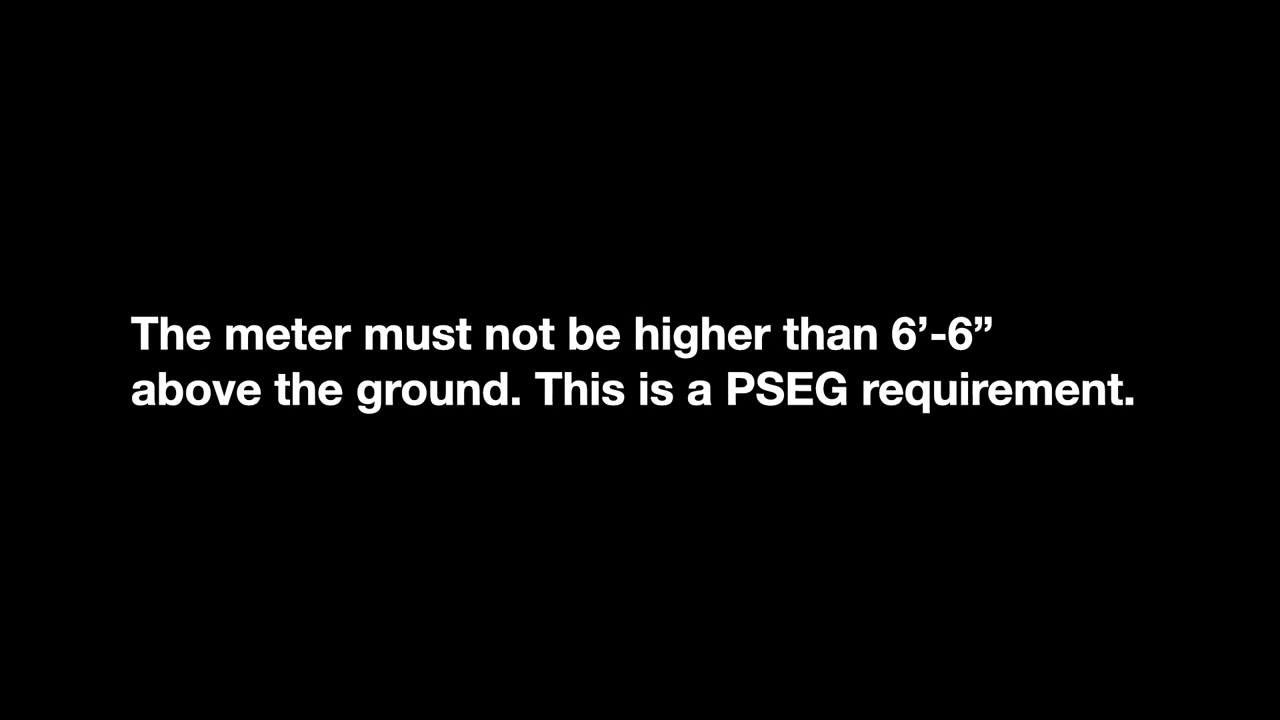 The meter must not be higher than 6’-6”
above the ground. This is a PSEG requirement.